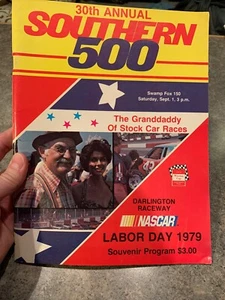 30th ANNUAL
SOUTHERN
500
Swamp Fox 150
Saturday, Sept. 1, 2 p.m.
The Granddaddy
Of Stock Car Races
DARLINGTON
RACEWAY
NASCAR
LABOR DAY 1979
Souvenir Program $3.00